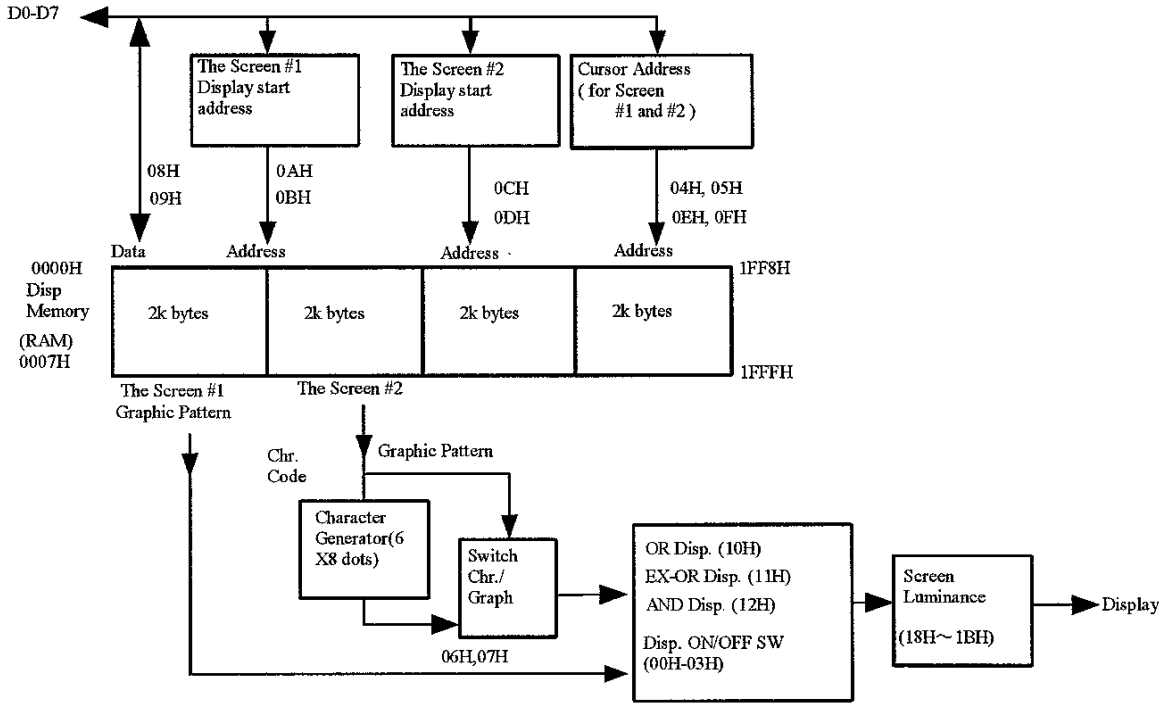 D0-D7
The Screen #1
Display start
address
The Screen #2
Display start
address
Cursor Address
( for Screen
#1 and #2 )
08H
09H
0AH
0BH
0CH
0DH
04H, 05H
0EH, 0FH
Data
Address
Address
Address
0000H
Disp
Memory
(RAM)
0007H
2k bytes
2k bytes
2k bytes
2k bytes
1FF8H
1FFFH
The Screen #1
Graphic Pattern
The Screen #2
Chr.
Code
Graphic Pattern
Character
Generator(6
X8 dots)
Switch
Chr./
Graph
06H,07H
OR Disp. (10H)
EX-OR Disp. (11H)
AND Disp. (12H)
Disp. ON/OFF SW
(00H-03H)
Screen
Luminance
(18H~ 1BH)
Display